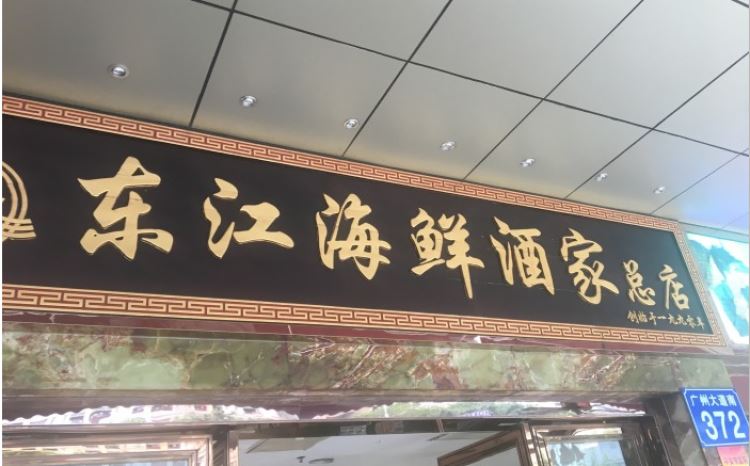 东江海鲜酒家总店
创始于一九九零年
广州大道南
372